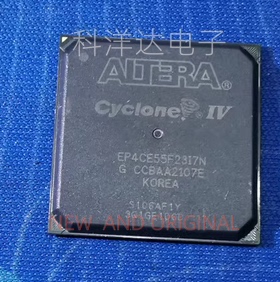 科洋达电子
ALTERA®
Cyclone® IV
EP4CE55F23I7N
G CCBAA2107E
KOREA
NEW AND ORIGINAL